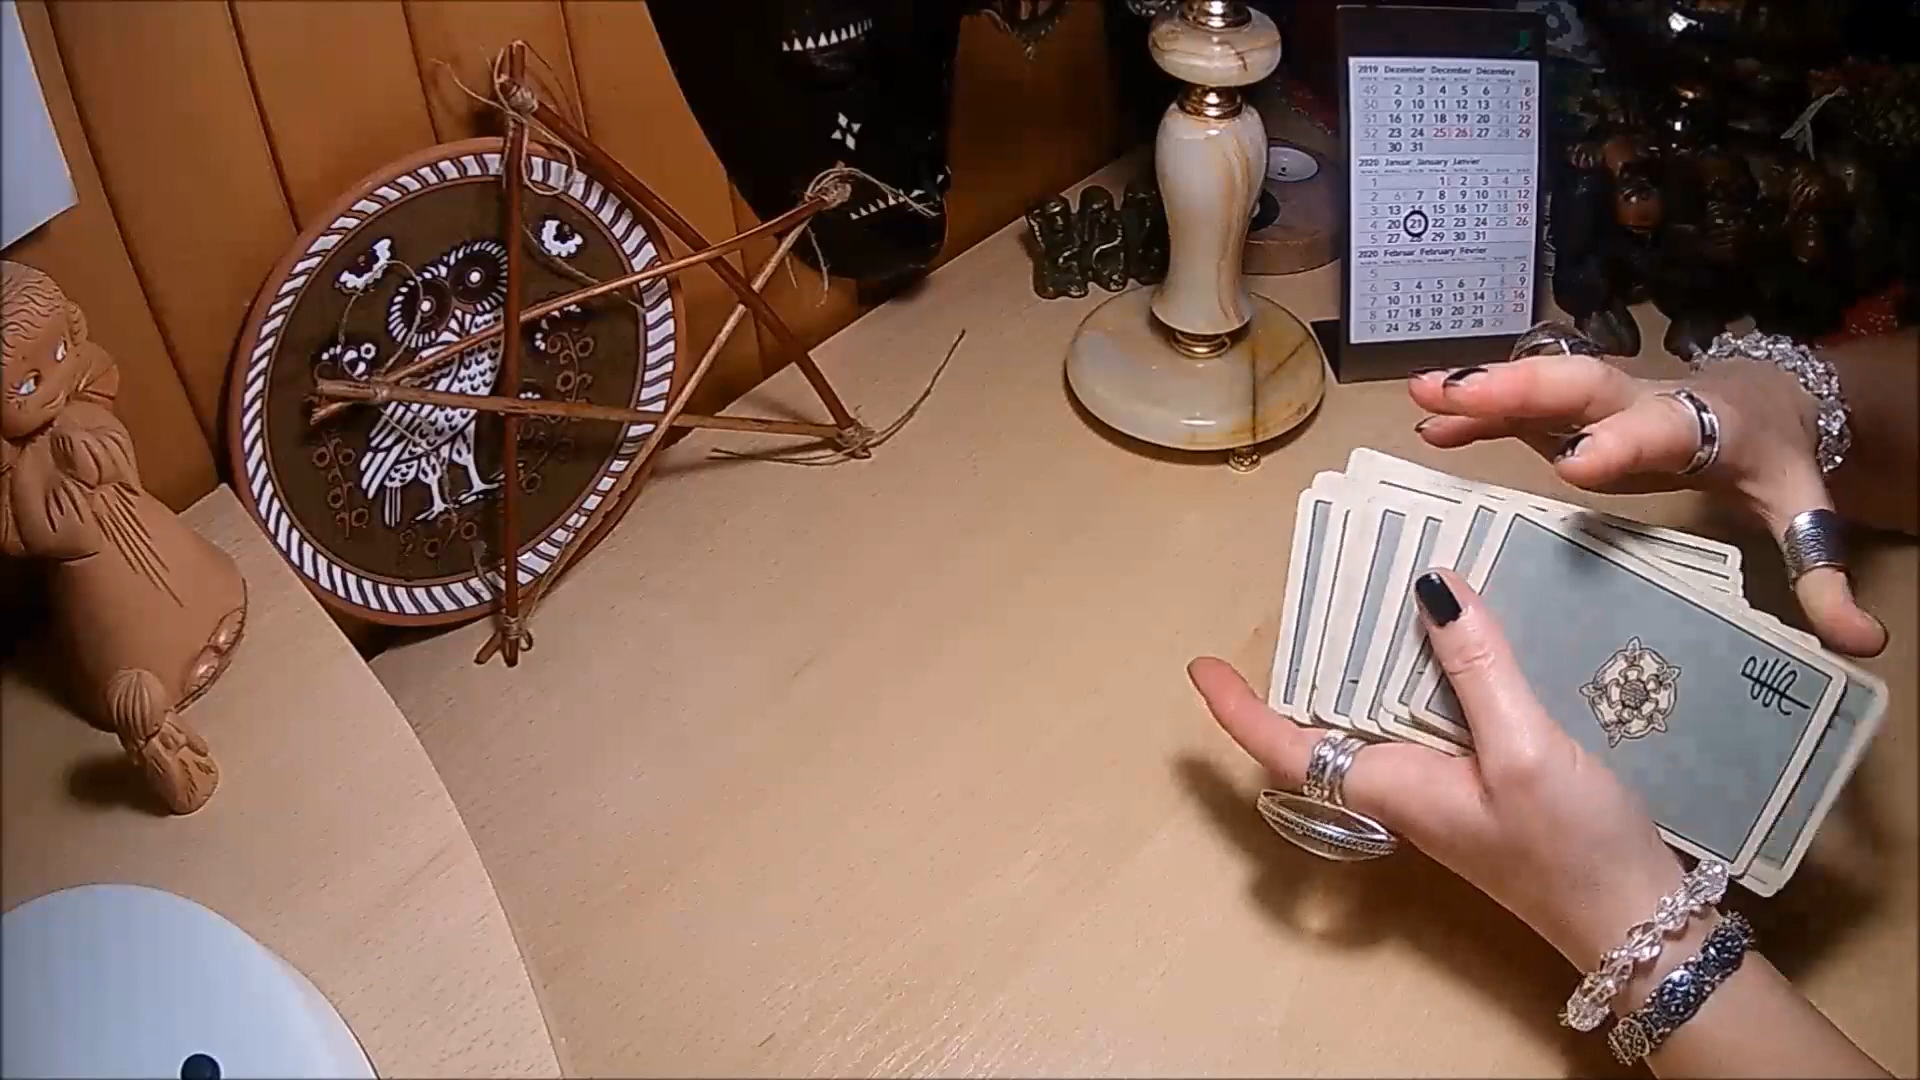 2019 Dezember December Décembre
49 2 3 4 5 6 7 8
50 9 10 11 12 13 14 15
51 16 17 18 19 20 21 22
52 23 24 25 26 27 28 29
1 30 31
2020 Januar January Janvier
1 1 2 3 4 5
2 6 7 8 9 10 11 12
3 13 14 15 16 17 18 19
4 20 21 22 23 24 25 26
5 27 28 29 30 31
2020 Februar February Février
5 1 2
6 3 4 5 6 7 8 9
7 10 11 12 13 14 15 16
8 17 18 19 20 21 22 23
9 24 25 26 27 28 29